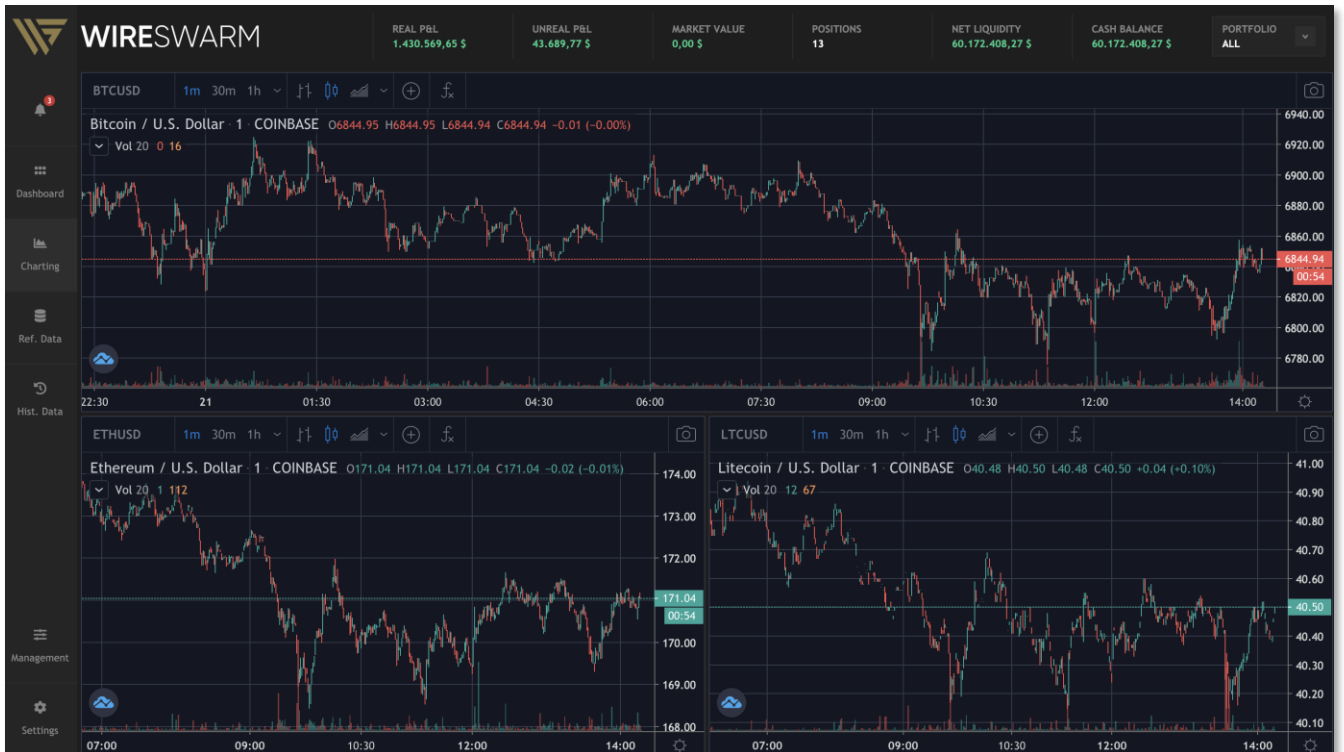 WIRESWARM
REAL P&L
1.430.569,65 $
UNREAL P&L
43.689,77 $
MARKET VALUE
0,00 $
POSITIONS
13
NET LIQUIDITY
60.172.408,27 $
CASH BALANCE
60.172.408,27 $
PORTFOLIO
ALL
3
Dashboard
Charting
Ref. Data
Hist. Data
Management
Settings
BTCUSD 1m 30m 1h
Bitcoin / U.S. Dollar · 1 · COINBASE O6844.95 H6844.95 L6844.94 C6844.94 −0.01 (−0.00%)
Vol 20 0 16
6940.00
6920.00
6900.00
6880.00
6860.00
6844.94
00:54
6820.00
6800.00
6780.00
22:30 21 01:30 03:00 04:30 06:00 07:30 09:00 10:30 12:00 14:00
ETHUSD 1m 30m 1h
Ethereum / U.S. Dollar · 1 · COINBASE O171.04 H171.04 L171.04 C171.04 −0.02 (−0.01%)
Vol 20 1 112
174.00
173.00
172.00
171.04
00:54
170.00
169.00
168.00
07:00 09:00 10:30 12:00 14:00
LTCUSD 1m 30m 1h
Litecoin / U.S. Dollar · 1 · COINBASE O40.48 H40.50 L40.48 C40.50 +0.04 (+0.10%)
Vol 20 12 67
41.00
40.90
40.80
40.70
40.60
40.50
40.40
40.30
40.20
40.10
07:00 09:00 10:30 12:00 14:00